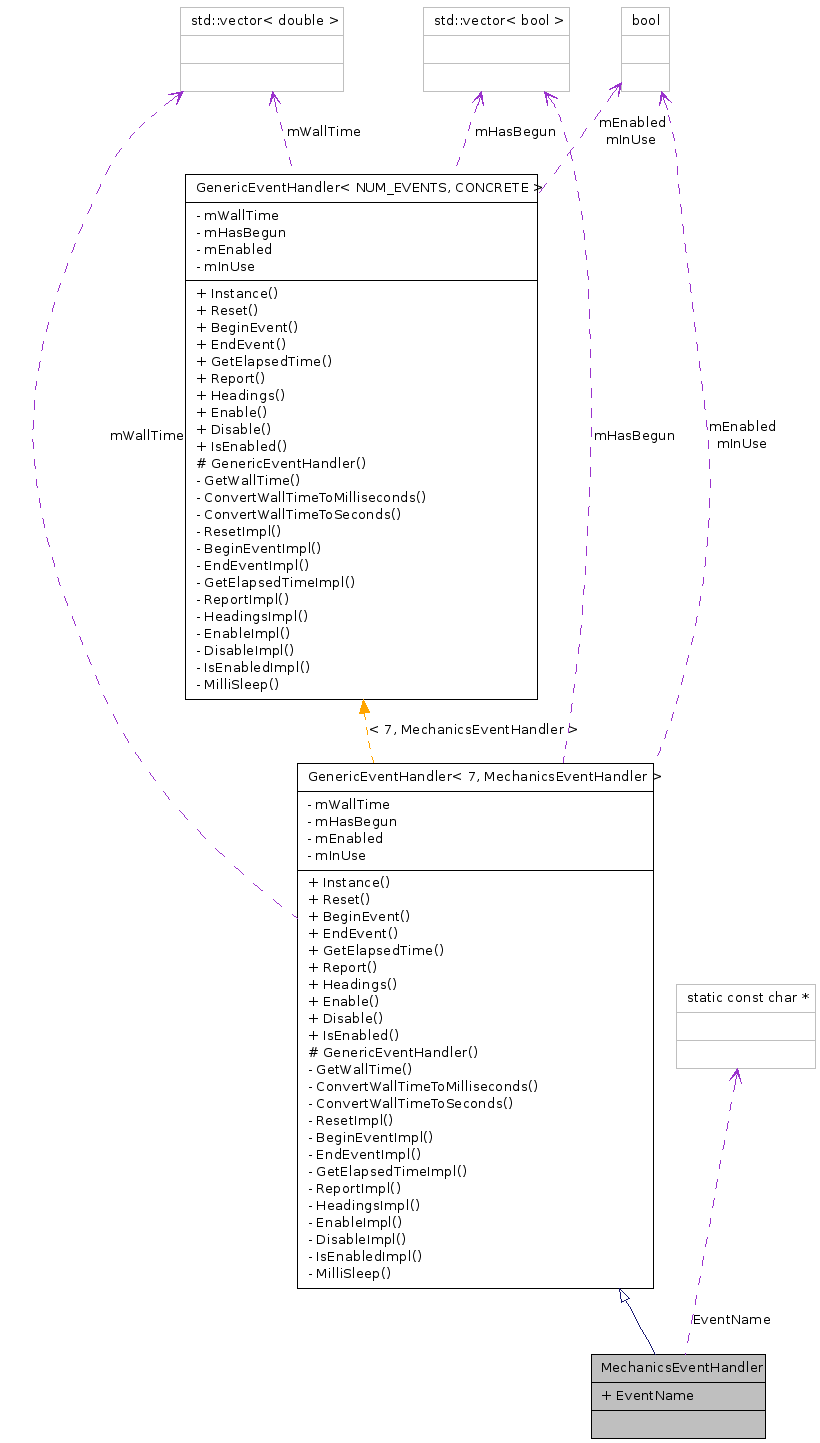 std::vector< double >
std::vector< bool >
bool
mWallTime
mHasBegun
mEnabled
mInUse
GenericEventHandler< NUM_EVENTS, CONCRETE >
- mWallTime
- mHasBegun
- mEnabled
- mInUse
+ Instance()
+ Reset()
+ BeginEvent()
+ EndEvent()
+ GetElapsedTime()
+ Report()
+ Headings()
+ Enable()
+ Disable()
+ IsEnabled()
# GenericEventHandler()
- GetWallTime()
- ConvertWallTimeToMilliseconds()
- ConvertWallTimeToSeconds()
- ResetImpl()
- BeginEventImpl()
- EndEventImpl()
- GetElapsedTimeImpl()
- ReportImpl()
- HeadingsImpl()
- EnableImpl()
- DisableImpl()
- IsEnabledImpl()
- MilliSleep()
mWallTime
mHasBegun
mEnabled
mInUse
< 7, MechanicsEventHandler >
GenericEventHandler< 7, MechanicsEventHandler >
- mWallTime
- mHasBegun
- mEnabled
- mInUse
+ Instance()
+ Reset()
+ BeginEvent()
+ EndEvent()
+ GetElapsedTime()
+ Report()
+ Headings()
+ Enable()
+ Disable()
+ IsEnabled()
# GenericEventHandler()
- GetWallTime()
- ConvertWallTimeToMilliseconds()
- ConvertWallTimeToSeconds()
- ResetImpl()
- BeginEventImpl()
- EndEventImpl()
- GetElapsedTimeImpl()
- ReportImpl()
- HeadingsImpl()
- EnableImpl()
- DisableImpl()
- IsEnabledImpl()
- MilliSleep()
static const char *
EventName
MechanicsEventHandler
+ EventName